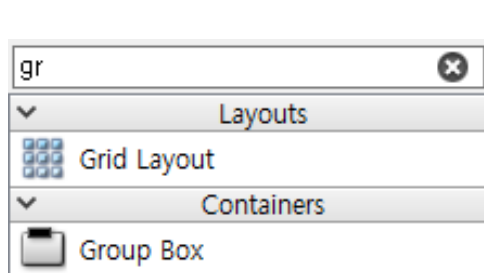 gr
Layouts
Grid Layout
Containers
Group Box